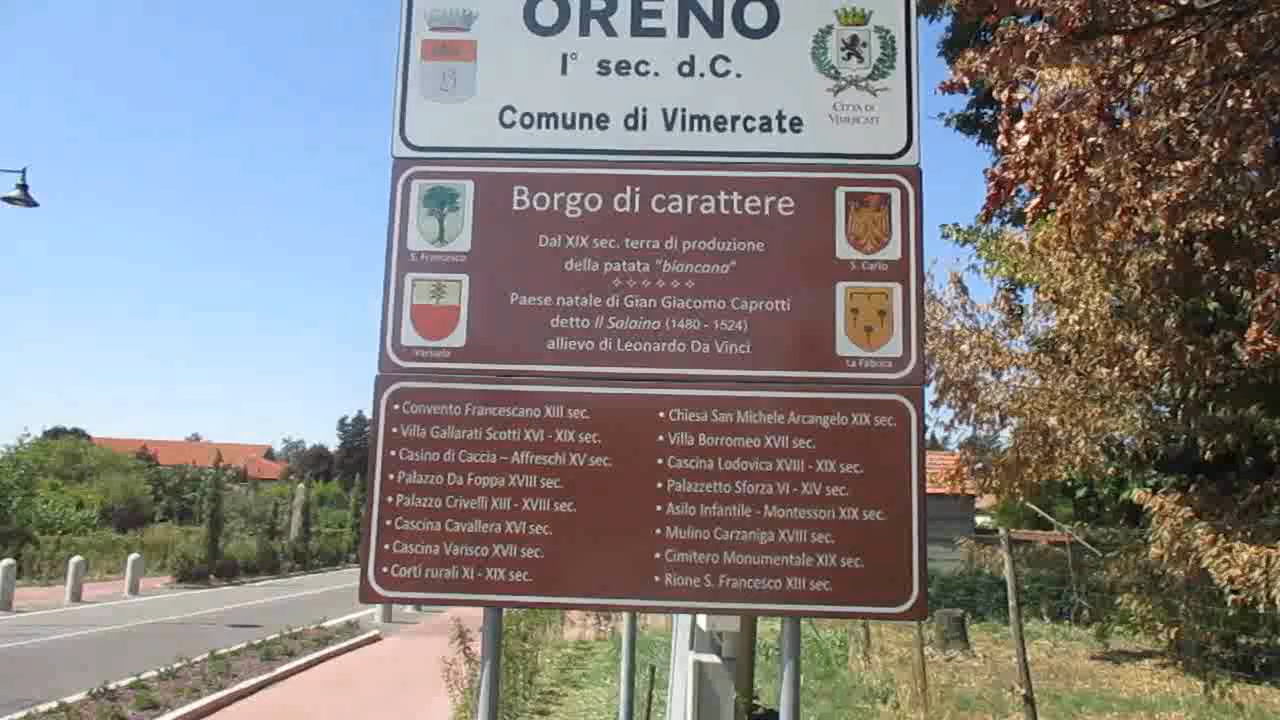 ORENO
I° sec. d.C.
Comune di Vimercate
CITTÀ DI
VIMERCATE
Borgo di carattere
Dal XIX sec. terra di produzione
della patata "biancona"
Paese natale di Gian Giacomo Caprotti
detto Il Salaino (1480 - 1524)
allievo di Leonardo Da Vinci
S. Francesco
Varisela
S. Carlo
La Fabrica
• Convento Francescano XIII sec.
• Villa Gallarati Scotti XVI - XIX sec.
• Casino di Caccia – Affreschi XV sec.
• Palazzo Da Foppa XVIII sec.
• Palazzo Crivelli XIII - XVIII sec.
• Cascina Cavallera XVI sec.
• Cascina Varisco XVII sec.
• Corti rurali XI - XIX sec.
• Chiesa San Michele Arcangelo XIX sec.
• Villa Borromeo XVII sec.
• Cascina Lodovica XVIII - XIX sec.
• Palazzetto Sforza VI - XIV sec.
• Asilo Infantile - Montessori XIX sec.
• Mulino Carzaniga XVIII sec.
• Cimitero Monumentale XIX sec.
• Rione S. Francesco XIII sec.